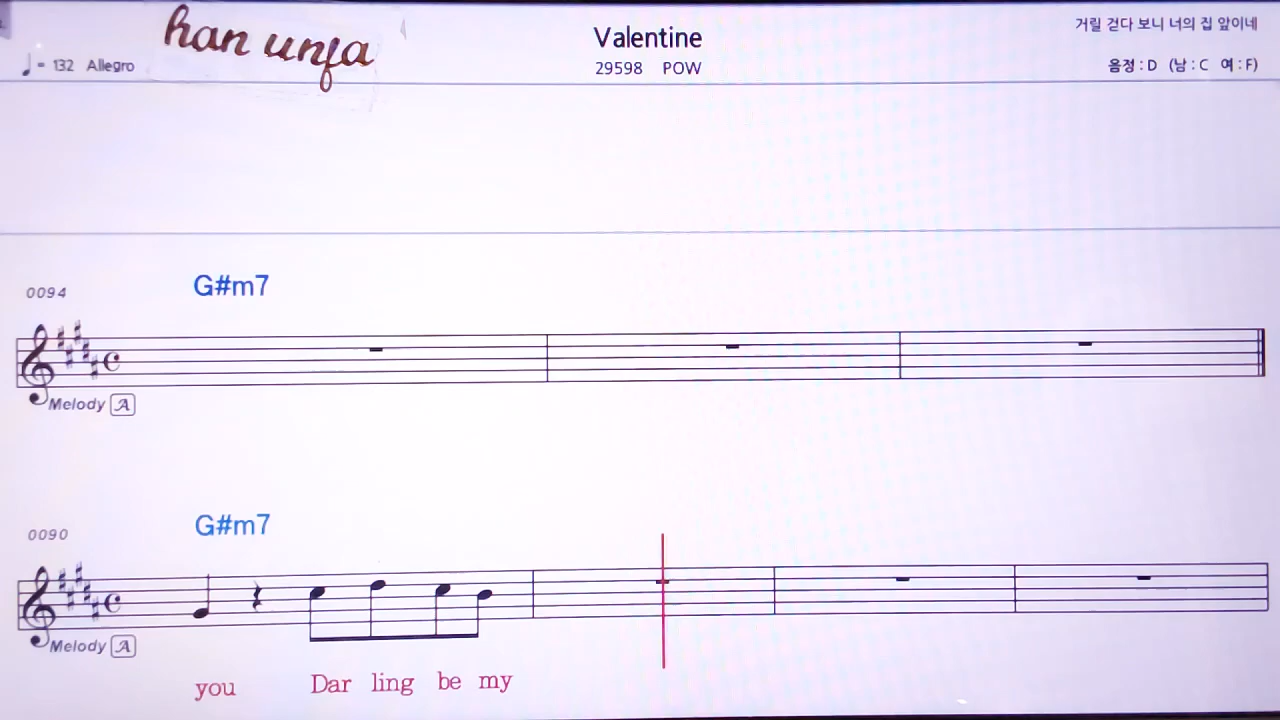 han unfa
Valentine
거릴 걷다 보니 너의 집 앞이네
♩ = 132 Allegro
29598 POW
음정 : D (남 : C 여 : F)
0094
G#m7
Melody A
0090
G#m7
Melody A
you Dar ling be my